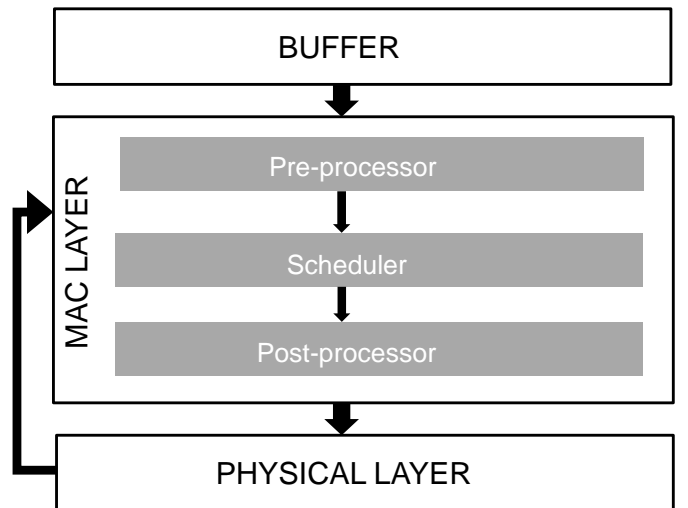 BUFFER
MAC LAYER
Pre-processor
Scheduler
Post-processor
PHYSICAL LAYER